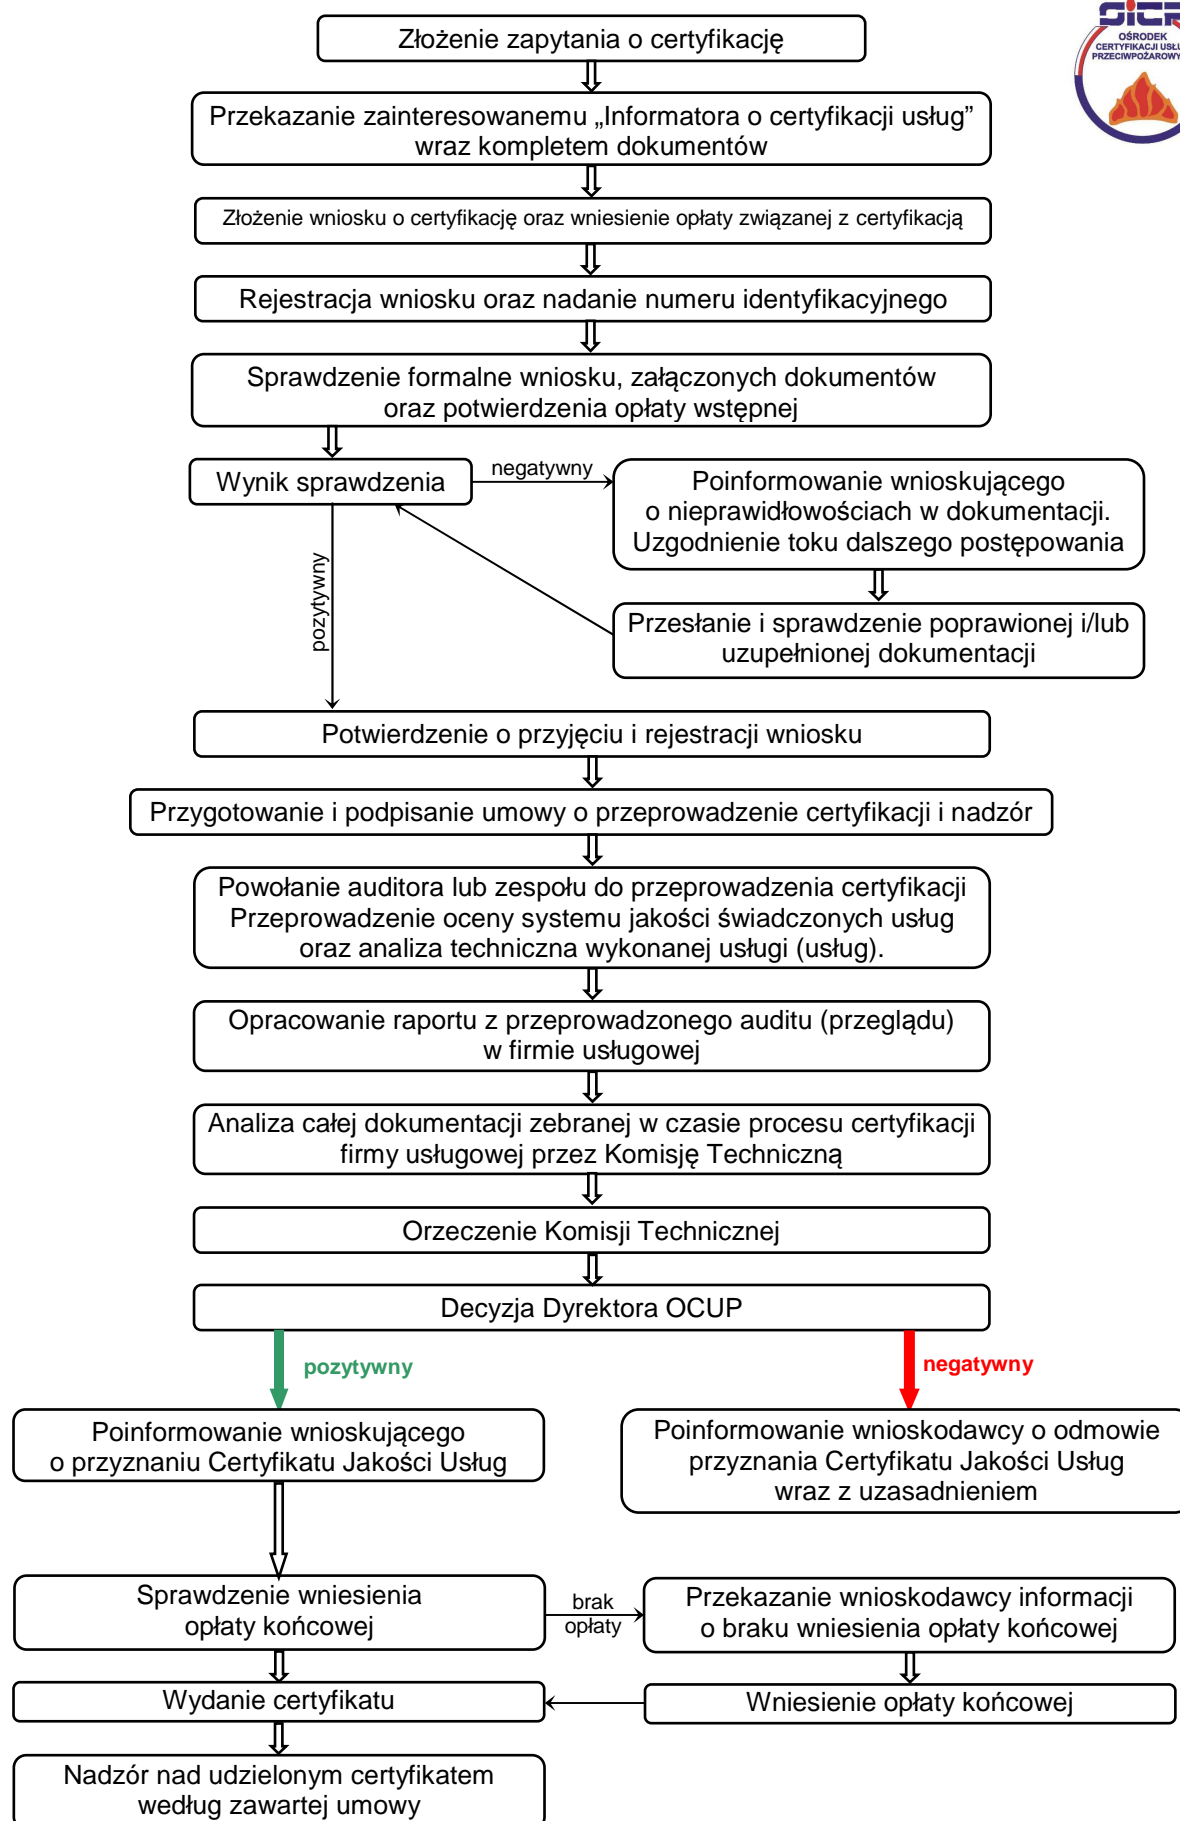 OŚRODEK
Złożenie zapytania o certyfikację
Przekazanie zainteresowanemu „Informatora o certyfikacji usług”
wraz kompletem dokumentów
Złożenie wniosku o certyfikację oraz wniesienie opłaty związanej z certyfikacją
Rejestracja wniosku oraz nadanie numeru identyfikacyjnego
Sprawdzenie formalne wniosku, załączonych dokumentów
oraz potwierdzenia opłaty wstępnej
Wynik sprawdzenia
negatywny
Poinformowanie wnioskującego
o nieprawidłowościach w dokumentacji.
Uzgodnienie toku dalszego postępowania
pozytywny
Przesłanie i sprawdzenie poprawionej i/lub
uzupełnionej dokumentacji
Potwierdzenie o przyjęciu i rejestracji wniosku
Przygotowanie i podpisanie umowy o przeprowadzenie certyfikacji i nadzór
Powołanie auditora lub zespołu do przeprowadzenia certyfikacji
Przeprowadzenie oceny systemu jakości świadczonych usług
oraz analiza techniczna wykonanej usługi (usług).
Opracowanie raportu z przeprowadzonego auditu (przeglądu)
w firmie usługowej
Analiza całej dokumentacji zebranej w czasie procesu certyfikacji
firmy usługowej przez Komisję Techniczną
Orzeczenie Komisji Technicznej
Decyzja Dyrektora OCUP
pozytywny
negatywny
Poinformowanie wnioskującego
o przyznaniu Certyfikatu Jakości Usług
Poinformowanie wnioskodawcy o odmowie
przyznania Certyfikatu Jakości Usług
wraz z uzasadnieniem
Sprawdzenie wniesienia
opłaty końcowej
brak
opłaty
Przekazanie wnioskodawcy informacji
o braku wniesienia opłaty końcowej
Wydanie certyfikatu
Wniesienie opłaty końcowej
Nadzór nad udzielonym certyfikatem
według zawartej umowy